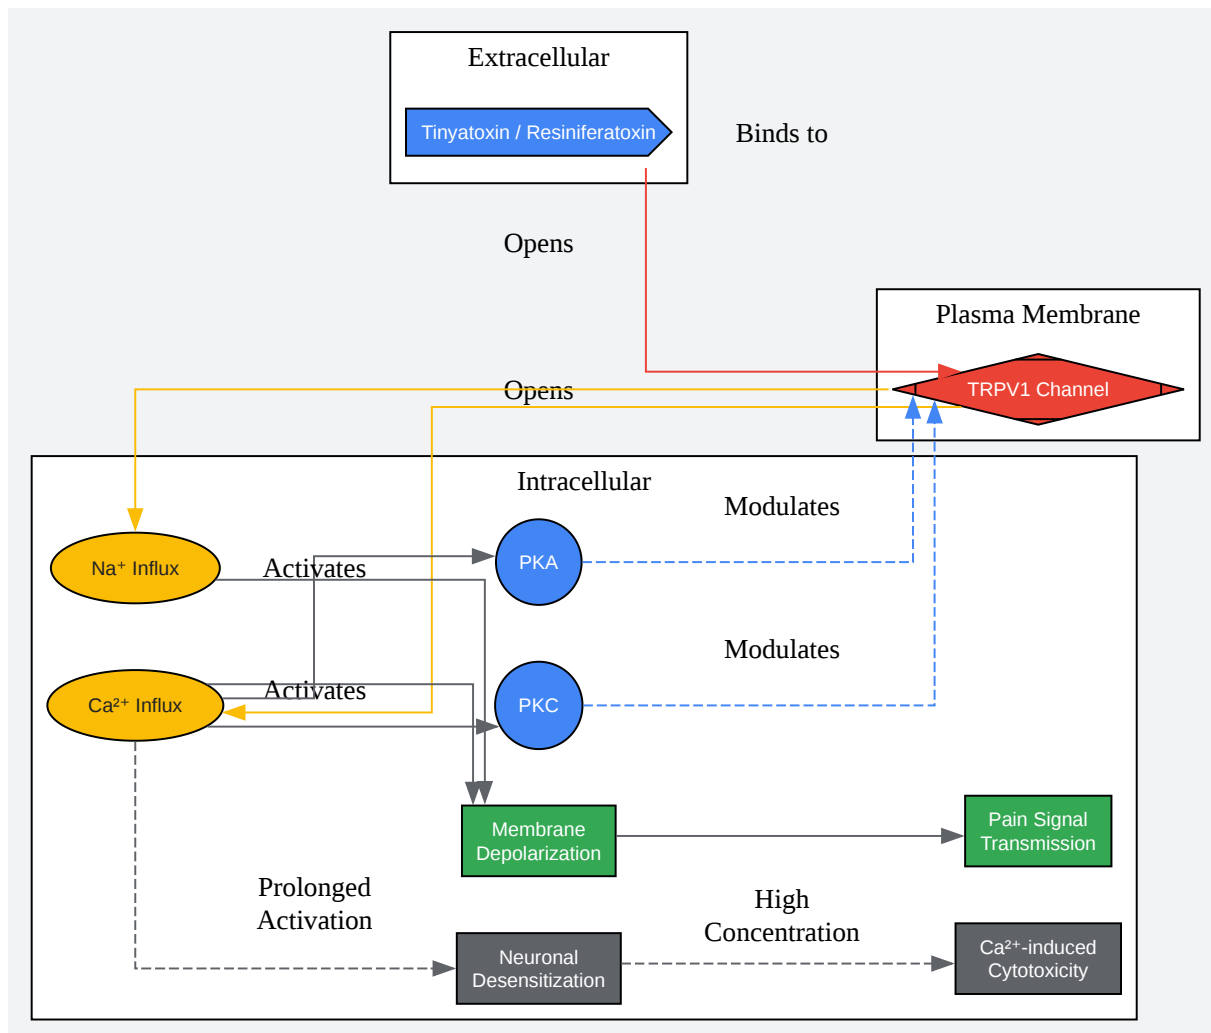 Extracellular
Tinyatoxin / Resiniferatoxin
Binds to
Opens
Plasma Membrane
TRPV1 Channel
Opens
Intracellular
Modulates
Na⁺ Influx
Activates
PKA
Modulates
Ca²⁺ Influx
Activates
PKC
Membrane
Depolarization
Pain Signal
Transmission
Prolonged
Activation
High
Concentration
Neuronal
Desensitization
Ca²⁺-induced
Cytotoxicity